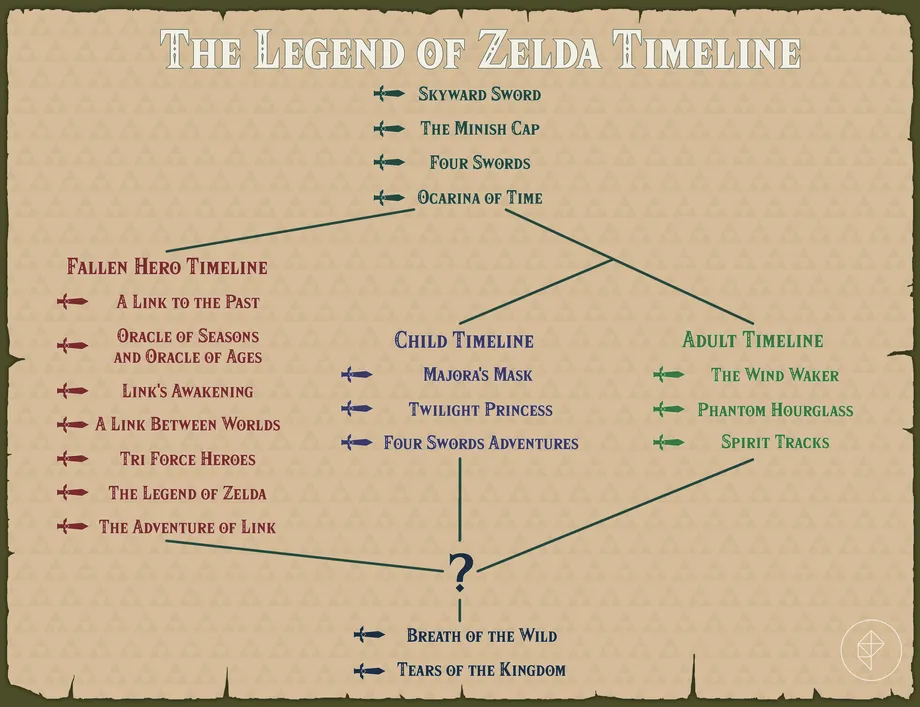 The Legend of Zelda Timeline
Skyward Sword
The Minish Cap
Four Swords
Ocarina of Time
Fallen Hero Timeline
A Link to the Past
Oracle of Seasons
and Oracle of Ages
Link's Awakening
A Link Between Worlds
Tri Force Heroes
The Legend of Zelda
The Adventure of Link
Child Timeline
Majora's Mask
Twilight Princess
Four Swords Adventures
Adult Timeline
The Wind Waker
Phantom Hourglass
Spirit Tracks
?
Breath of the Wild
Tears of the Kingdom